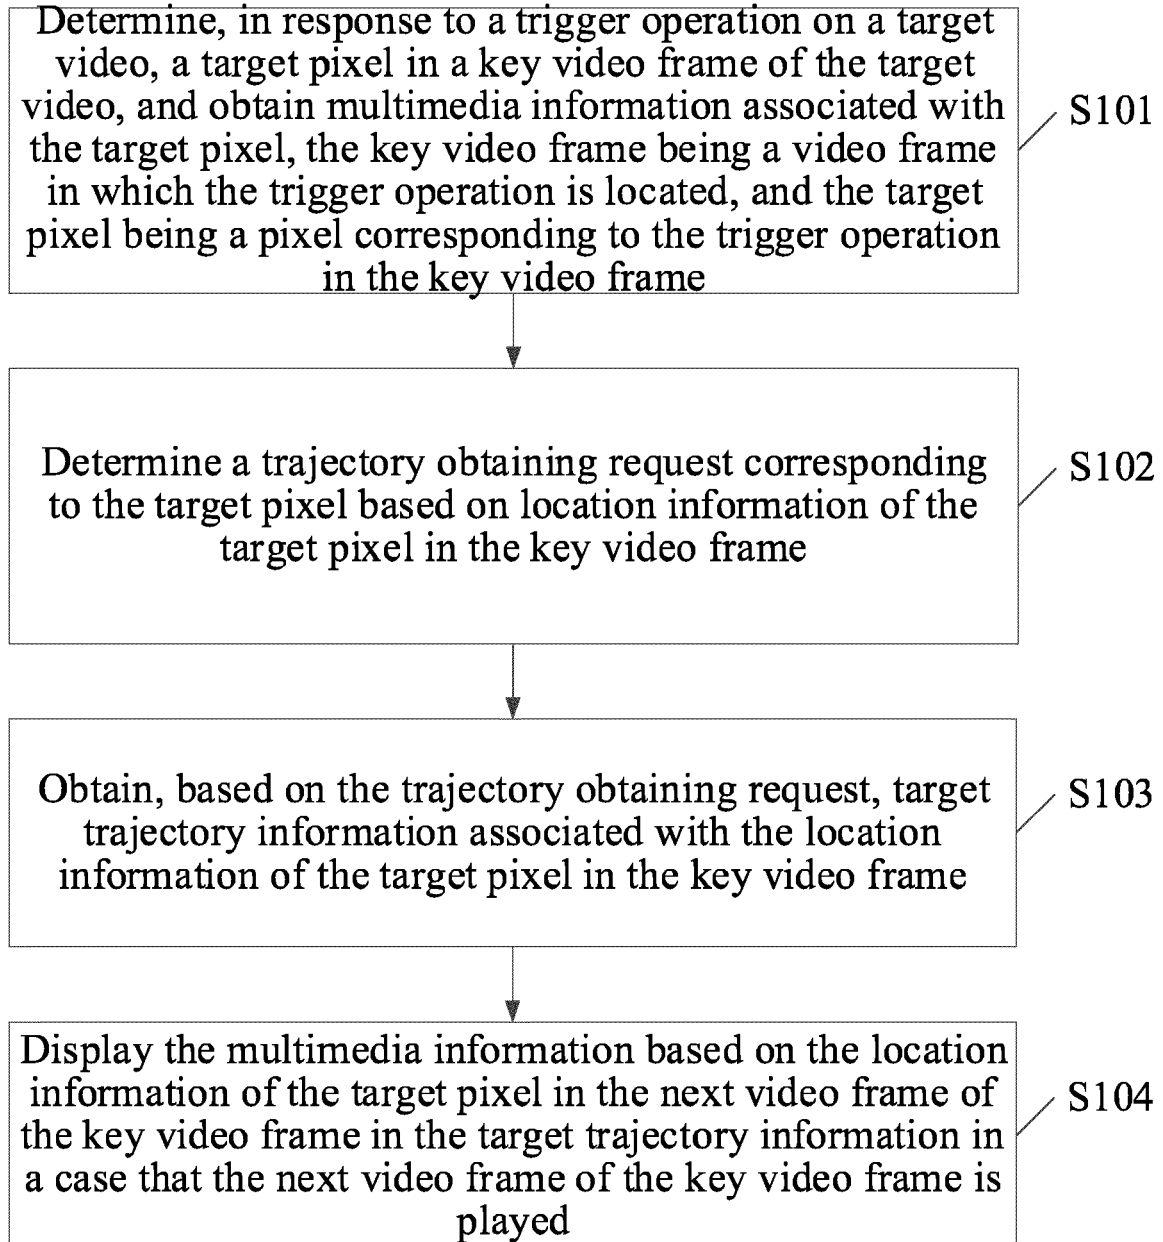 Determine, in response to a trigger operation on a target
video, a target pixel in a key video frame of the target
video, and obtain multimedia information associated with
the target pixel, the key video frame being a video frame
in which the trigger operation is located, and the target
pixel being a pixel corresponding to the trigger operation
in the key video frame
S101
Determine a trajectory obtaining request corresponding
to the target pixel based on location information of the
target pixel in the key video frame
S102
Obtain, based on the trajectory obtaining request, target
trajectory information associated with the location
information of the target pixel in the key video frame
S103
Display the multimedia information based on the location
information of the target pixel in the next video frame of
the key video frame in the target trajectory information in
a case that the next video frame of the key video frame is
played
S104